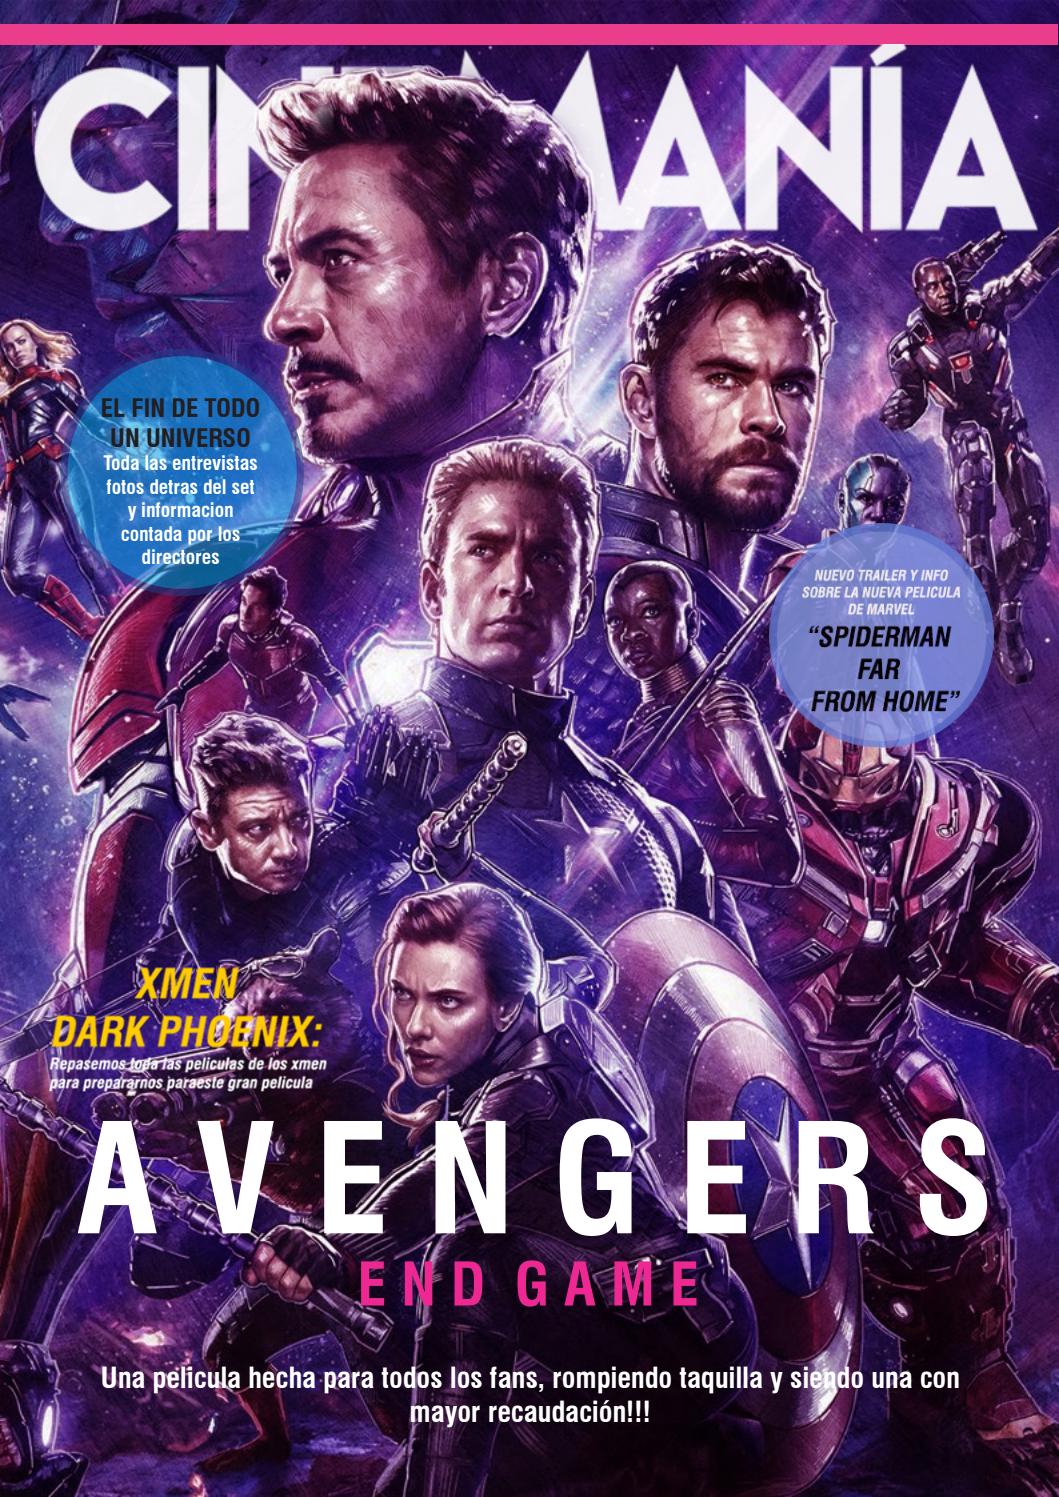 CINEMANÍA
EL FIN DE TODO
UN UNIVERSO
Toda las entrevistas
fotos detras del set
y informacion
contada por los
directores
NUEVO TRAILER Y INFO
SOBRE LA NUEVA PELICULA
DE MARVEL
“SPIDERMAN
FAR
FROM HOME”
XMEN
DARK PHOENIX:
Repasemos toda las peliculas de los xmen
para prepararnos paraeste gran pelicula
AVENGERS
END GAME
Una pelicula hecha para todos los fans, rompiendo taquilla y siendo una con
mayor recaudación!!!